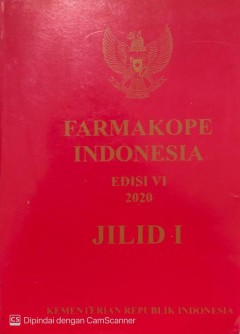 FARMAKOPE
INDONESIA
EDISI VI
2020
JILID I
KEMENTERIAN REPUBLIK INDONESIA
CS Dipindai dengan CamScanner